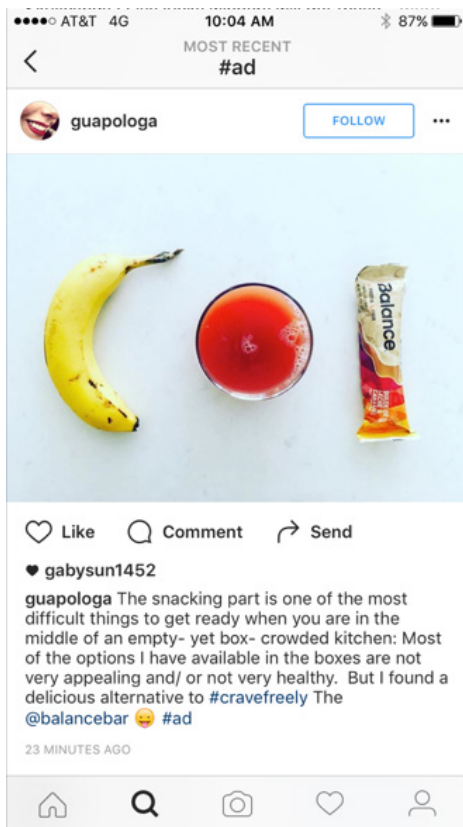 AT&T 4G 10:04 AM 87%
MOST RECENT
#ad
guapologa FOLLOW ...
Balance
Like Comment Send
gabysun1452
guapologa The snacking part is one of the most
difficult things to get ready when you are in the
middle of an empty- yet box- crowded kitchen: Most
of the options I have available in the boxes are not
very appealing and/ or not very healthy. But I found a
delicious alternative to #cravefreely The
@balancebar 😛 #ad
23 MINUTES AGO